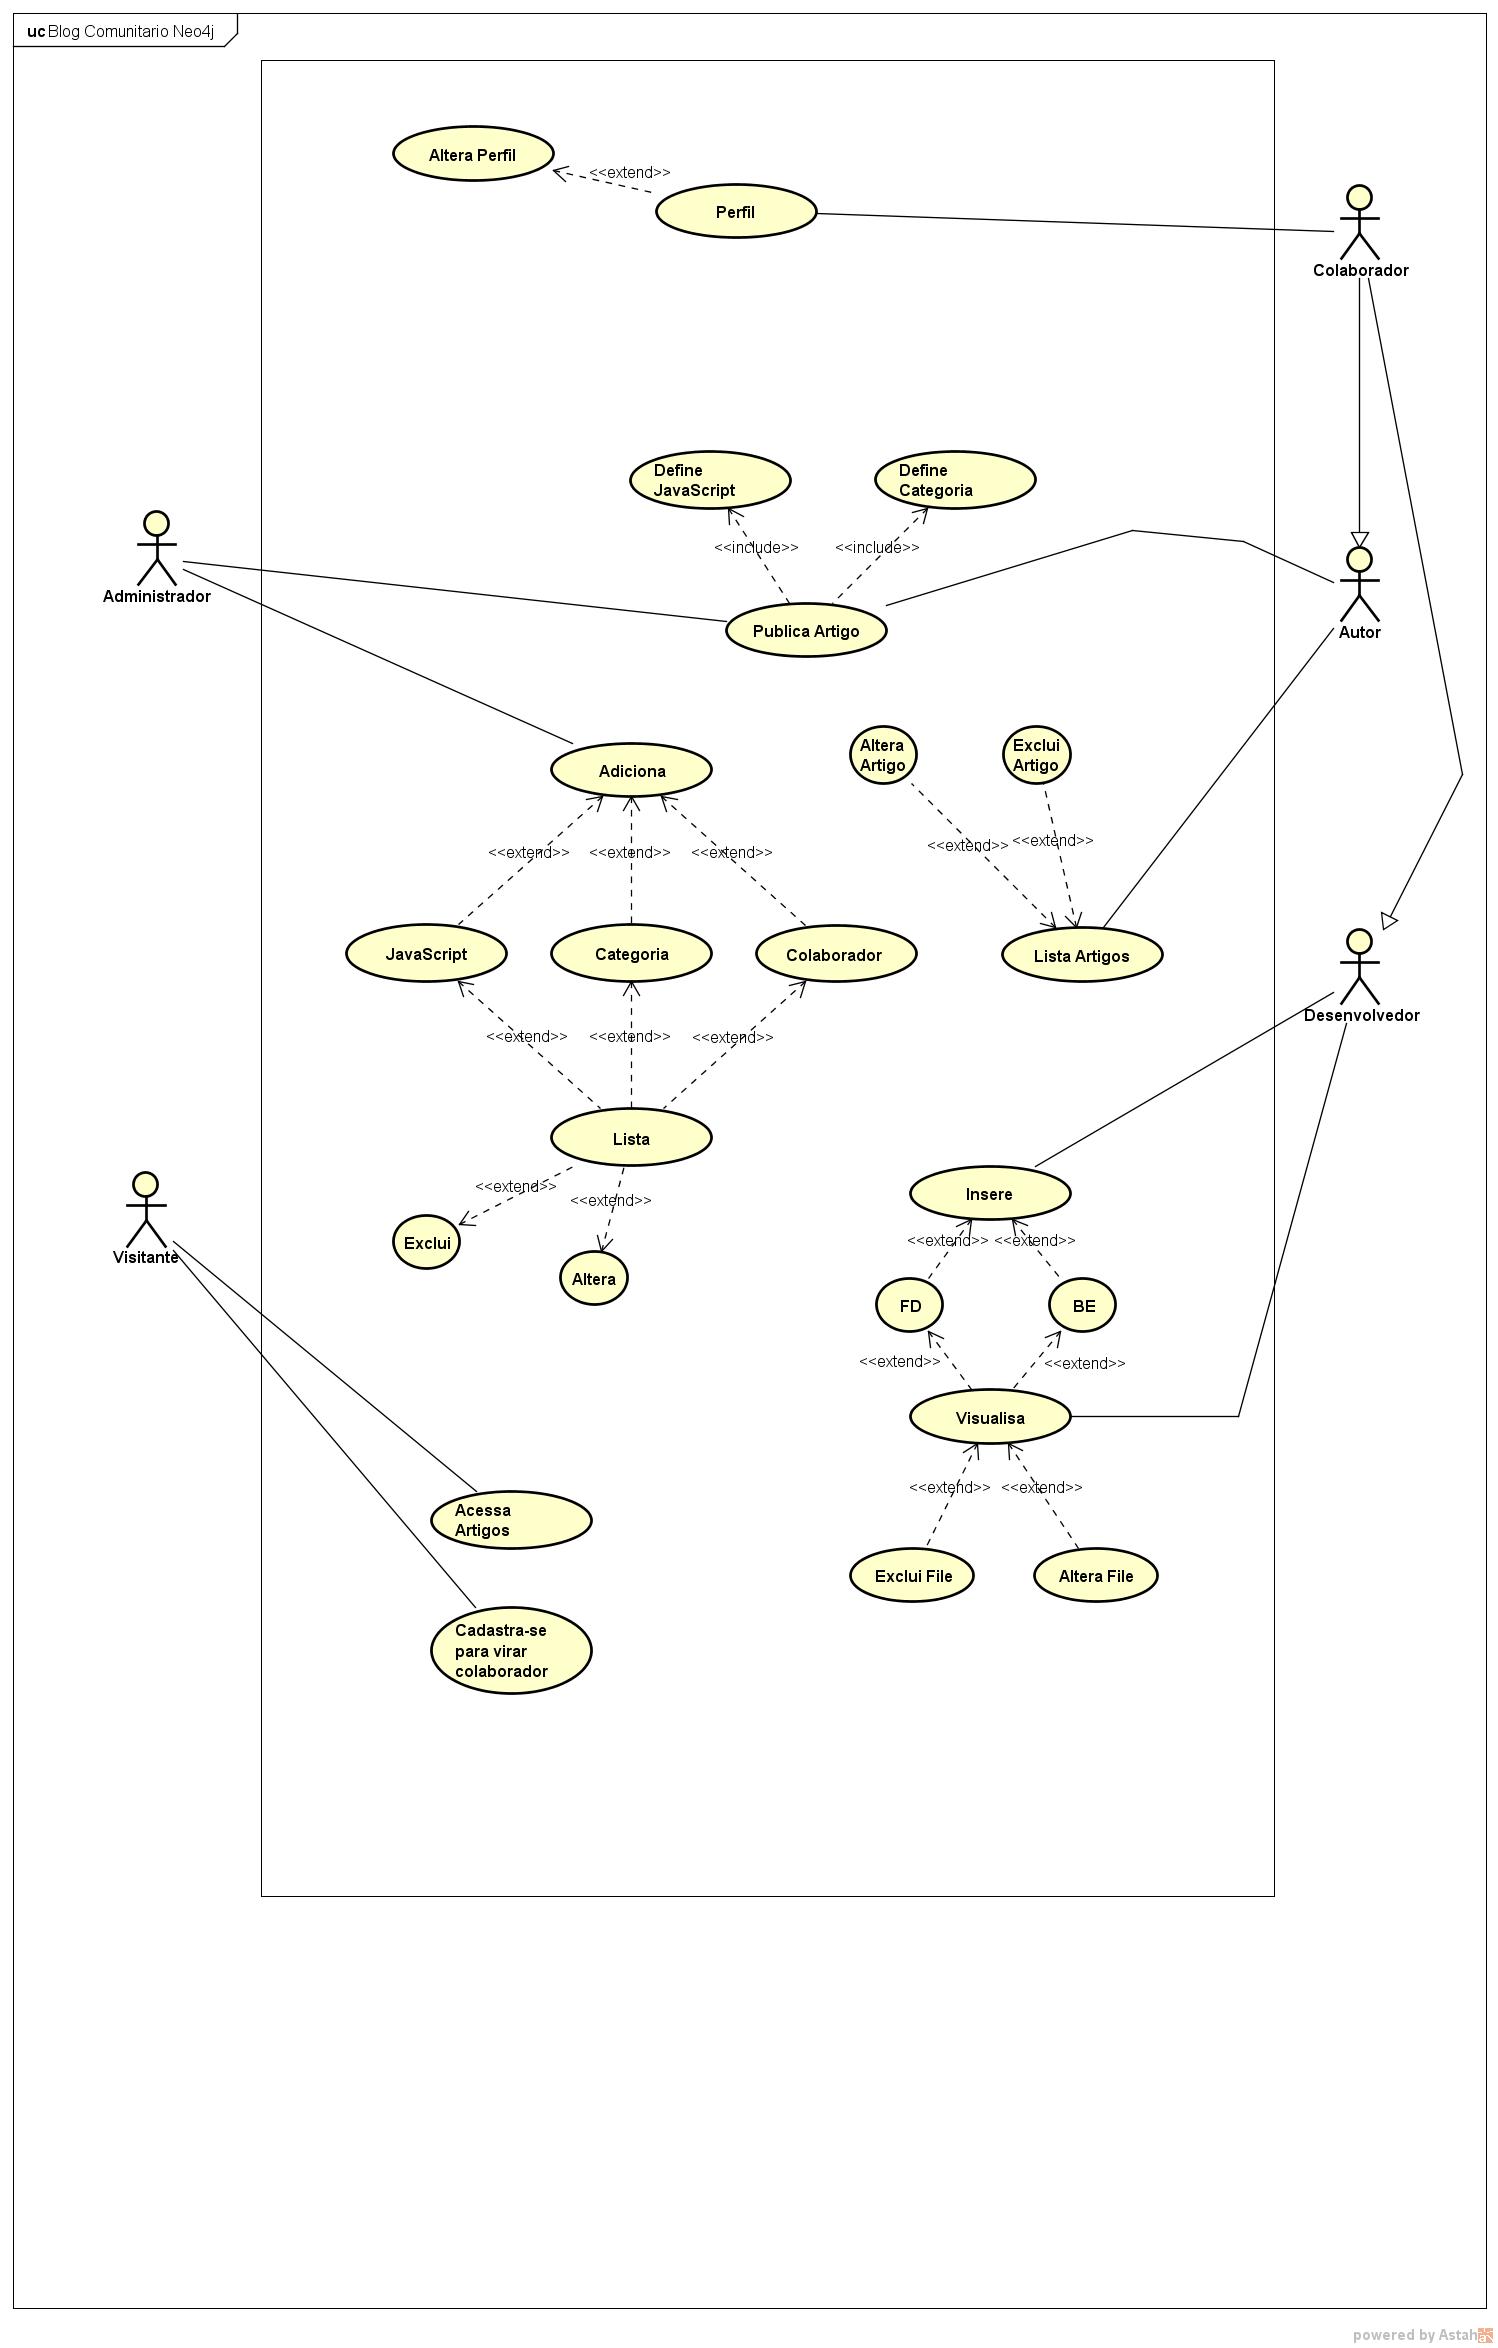 uc Blog Comunitario Neo4j
Altera Perfil
<<extend>>
Perfil
Colaborador
Define
JavaScript
Define
Categoria
<<include>>
<<include>>
Administrador
Publica Artigo
Autor
Adiciona
Altera
Artigo
Exclui
Artigo
<<extend>>
<<extend>>
<<extend>>
<<extend>>
<<extend>>
JavaScript
Categoria
Colaborador
Lista Artigos
Desenvolvedor
<<extend>>
<<extend>>
<<extend>>
Lista
<<extend>>
<<extend>>
Insere
Visitante
Exclui
Altera
<<extend>>
<<extend>>
FD
BE
<<extend>>
<<extend>>
Visualisa
<<extend>>
<<extend>>
Acessa
Artigos
Exclui File
Altera File
Cadastra-se
para virar
colaborador
powered by Astah